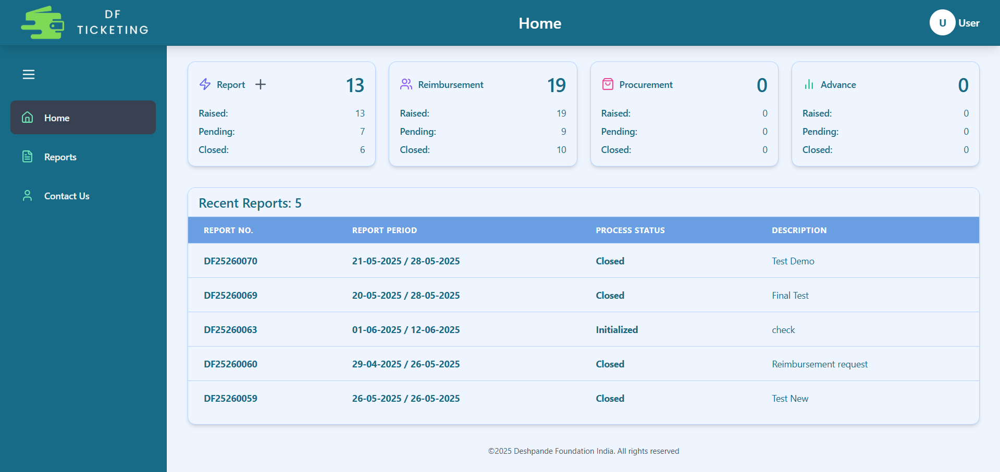 DF
TICKETING
Home
U User
Home
Reports
Contact Us
Report 13
Raised: 13
Pending: 7
Closed: 6
Reimbursement 19
Raised: 19
Pending: 9
Closed: 10
Procurement 0
Raised: 0
Pending: 0
Closed: 0
Advance 0
Raised: 0
Pending: 0
Closed: 0
Recent Reports: 5
REPORT NO. REPORT PERIOD PROCESS STATUS DESCRIPTION
DF25260070 21-05-2025 / 28-05-2025 Closed Test Demo
DF25260069 20-05-2025 / 28-05-2025 Closed Final Test
DF25260063 01-06-2025 / 12-06-2025 Initialized check
DF25260060 29-04-2025 / 26-05-2025 Closed Reimbursement request
DF25260059 26-05-2025 / 26-05-2025 Closed Test New
©2025 Deshpande Foundation India. All rights reserved